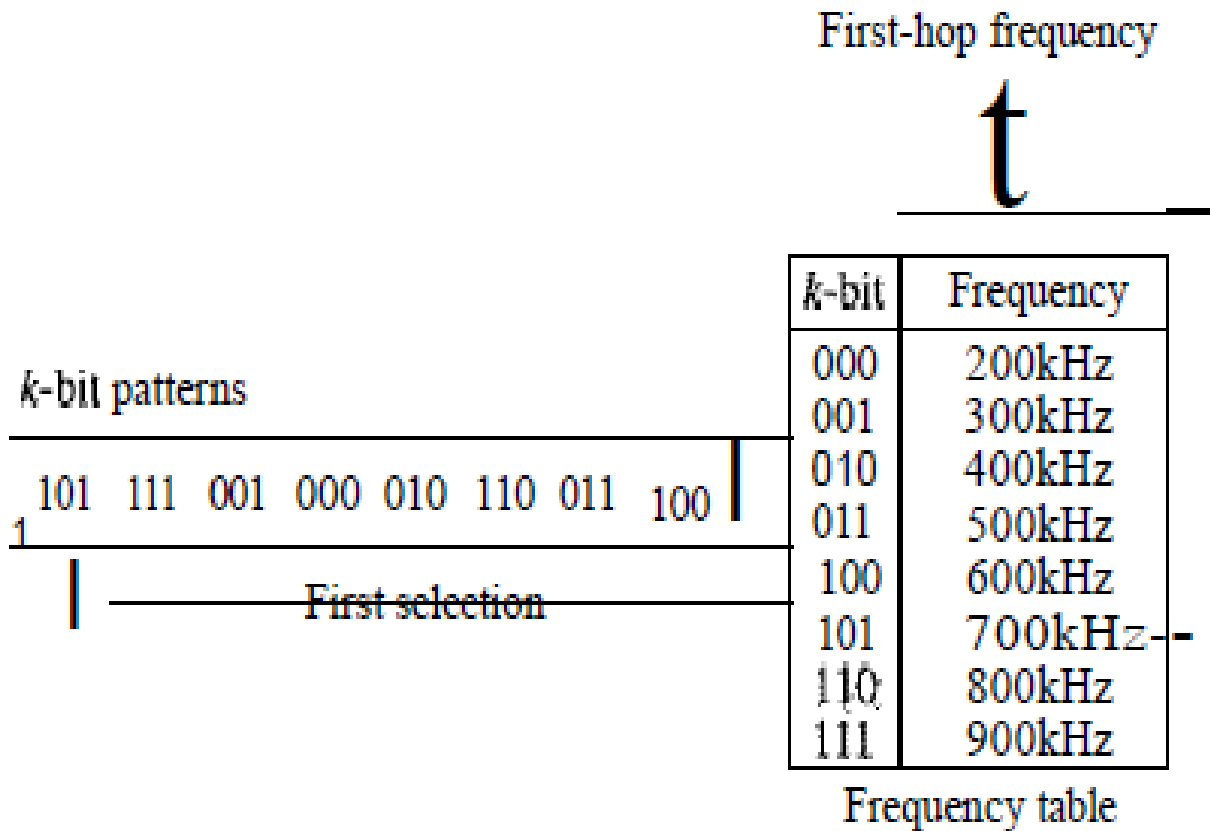 First-hop frequency
t
k-bit Frequency
000 200kHz
k-bit patterns
001 300kHz
010 400kHz
101 111 001 000 010 110 011 100
1
011 500kHz
100 600kHz
First selection
101 700kHz--
110 800kHz
111 900kHz
Frequency table